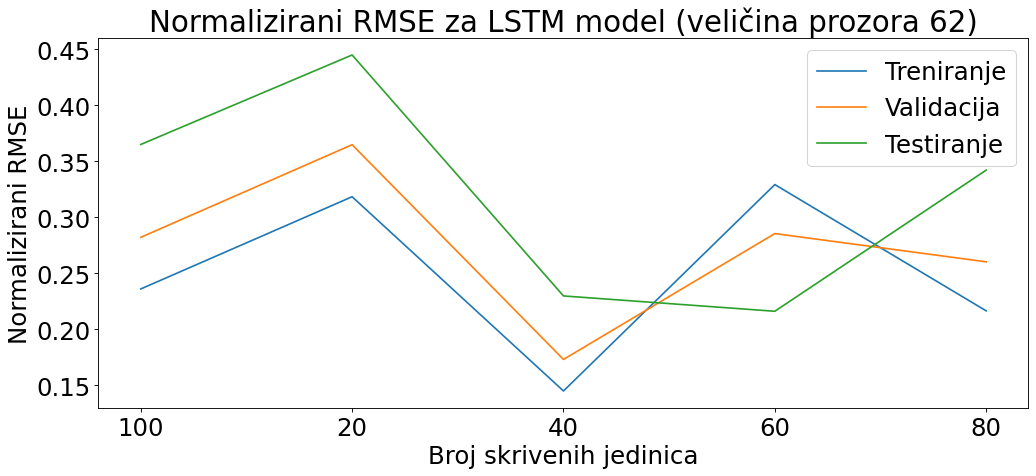 Normalizirani RMSE za LSTM model (veličina prozora 62)
Normalizirani RMSE
0.45
0.40
0.35
0.30
0.25
0.20
0.15
Treniranje
Validacija
Testiranje
100 20 40 60 80
Broj skrivenih jedinica